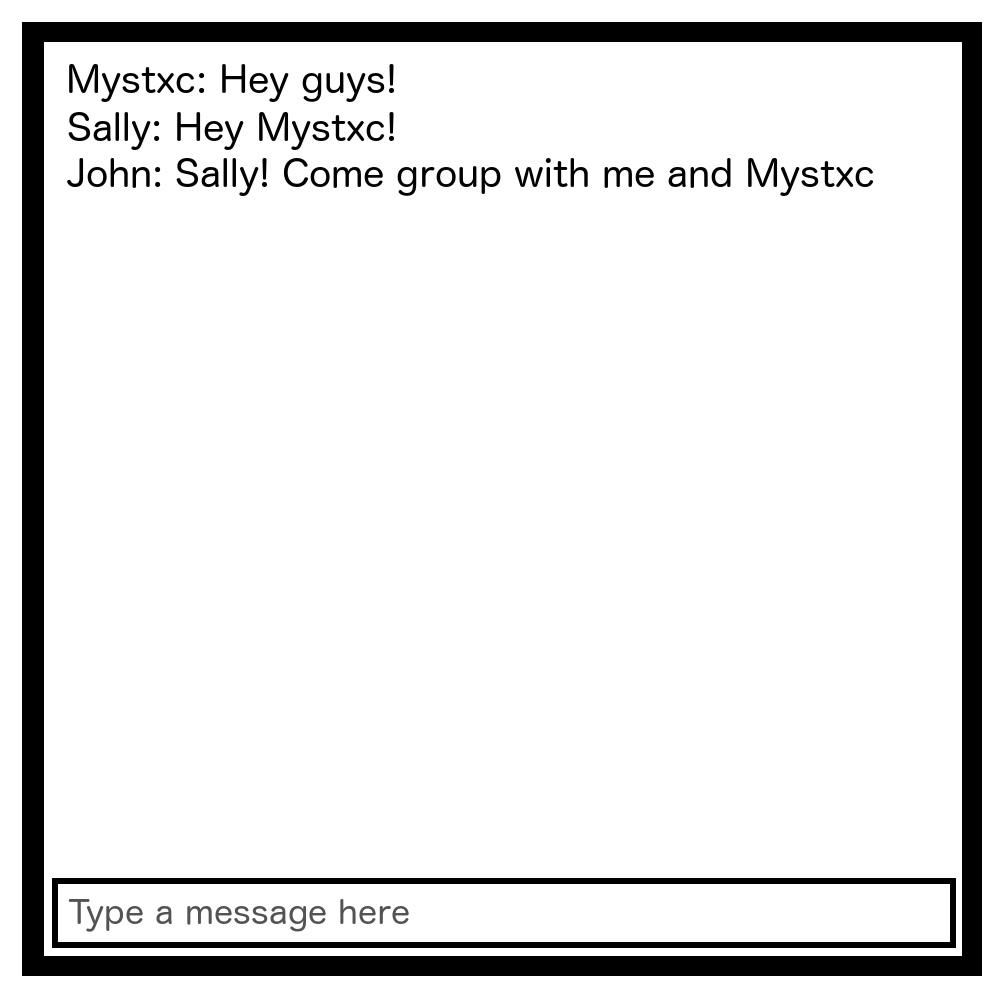 Mystxc: Hey guys!
Sally: Hey Mystxc!
John: Sally! Come group with me and Mystxc
Type a message here